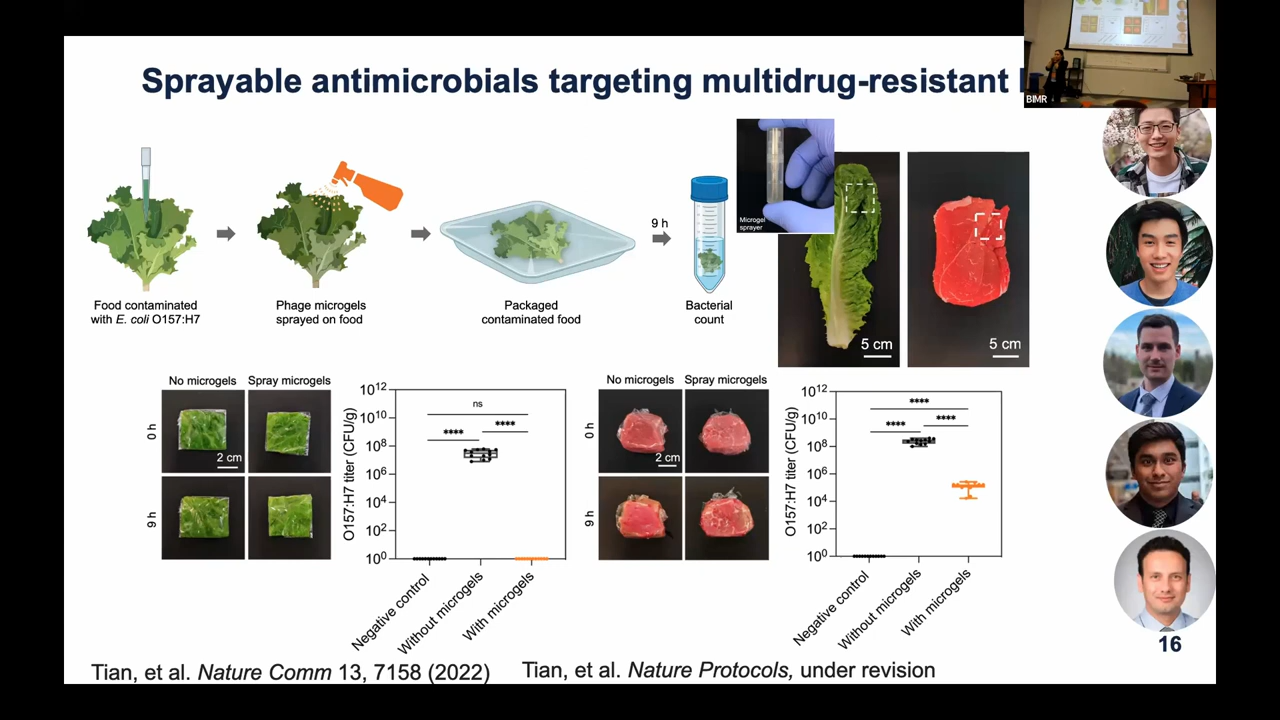 Sprayable antimicrobials targeting multidrug-resistant
BIMR
Food contaminated
with E. coli O157:H7
Phage microgels
sprayed on food
Packaged
contaminated food
9 h
Bacterial
count
Microgel
sprayer
5 cm
5 cm
No microgels
Spray microgels
0 h
2 cm
9 h
O157:H7 titer (CFU/g)
10¹²
10¹⁰
10⁸
10⁶
10⁴
10²
10⁰
ns
****
****
Negative control
Without microgels
With microgels
No microgels
Spray microgels
0 h
2 cm
9 h
O157:H7 titer (CFU/g)
10¹²
10¹⁰
10⁸
10⁶
10⁴
10²
10⁰
****
****
****
Negative control
Without microgels
With microgels
16
Tian, et al. Nature Comm 13, 7158 (2022)
Tian, et al. Nature Protocols, under revision